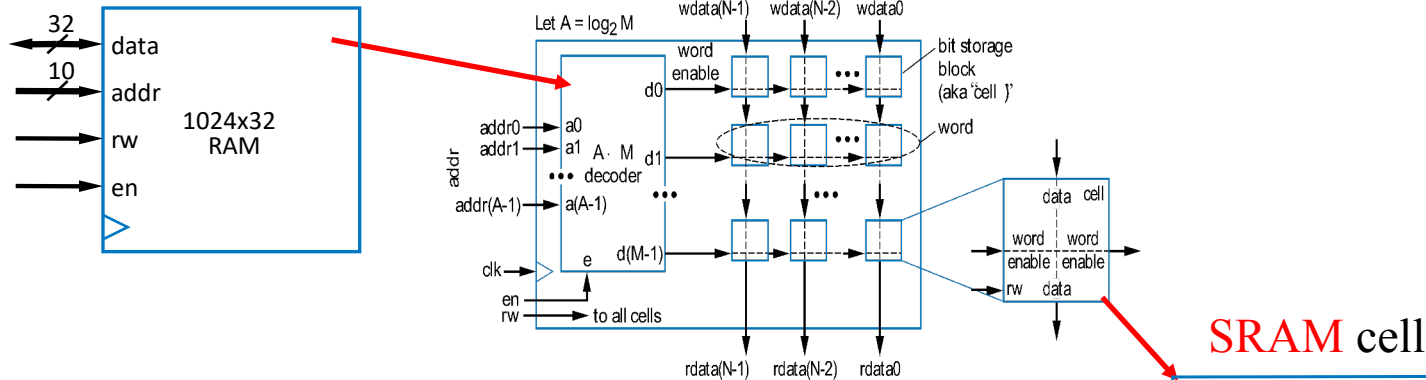 32
data
10
addr
1024x32
RAM
rw
en
Let A = log2 M
wdata(N-1) wdata(N-2) wdata0
word
enable
bit storage
block
(aka “cell )”
word
d0
addr0 a0
addr1 a1
addr
A · M
decoder
d1
addr(A-1) a(A-1)
d(M-1)
e
clk
en
rw to all cells
rdata(N-1) rdata(N-2) rdata0
data cell
word word
enable enable
rw data
SRAM cell